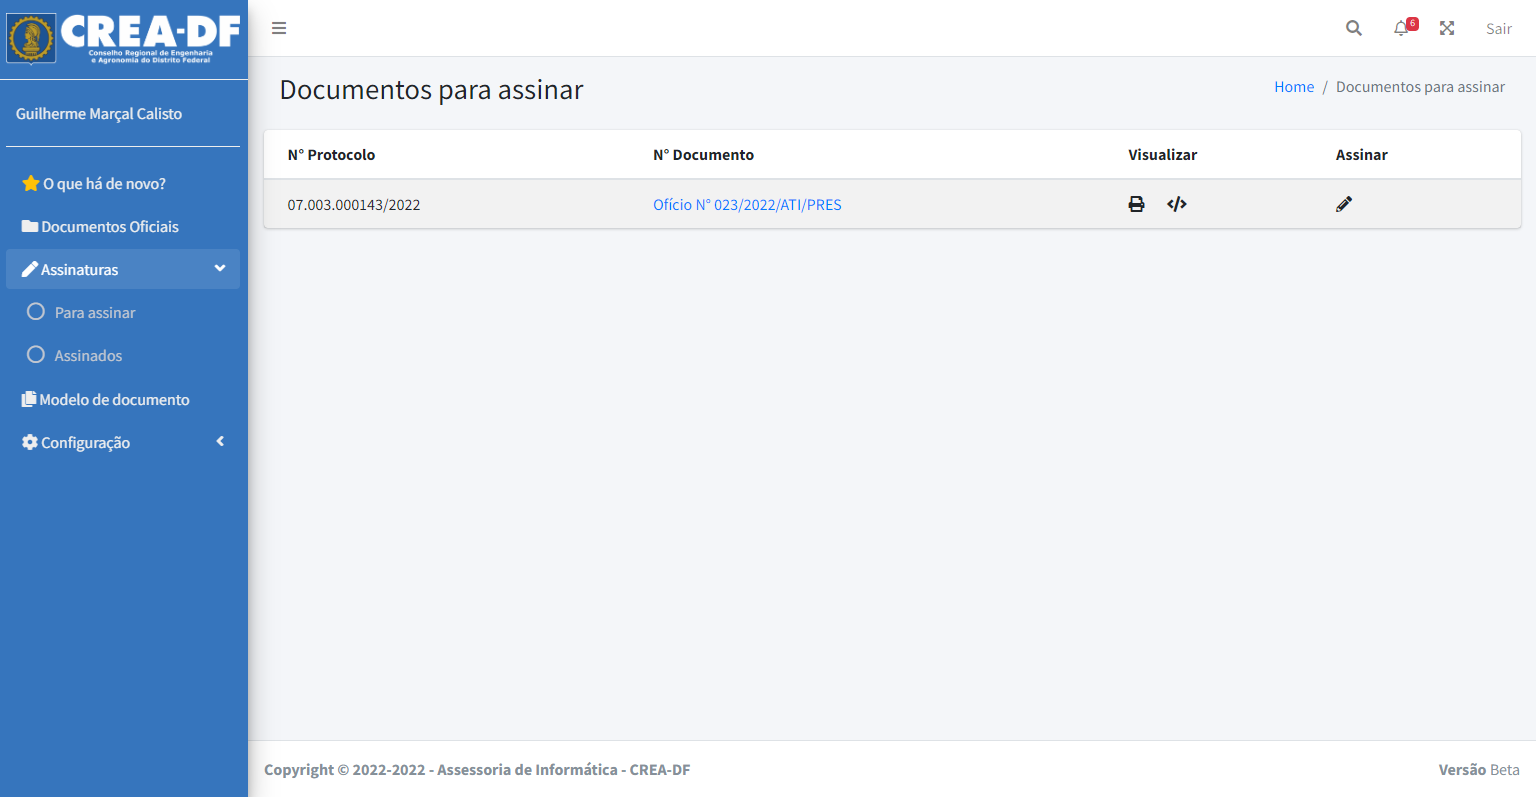 CREA-DF
Conselho Regional de Engenharia
e Agronomia do Distrito Federal
Guilherme Marçal Calisto
O que há de novo?
Documentos Oficiais
Assinaturas
Para assinar
Assinados
Modelo de documento
Configuração
6
Sair
Documentos para assinar
Home / Documentos para assinar
N° Protocolo N° Documento Visualizar Assinar
07.003.000143/2022 Ofício N° 023/2022/ATI/PRES
Copyright © 2022-2022 - Assessoria de Informática - CREA-DF
Versão Beta